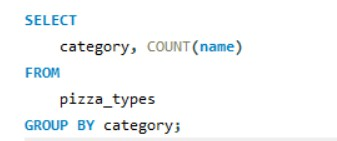 SELECT
    category, COUNT(name)
FROM
    pizza_types
GROUP BY category;